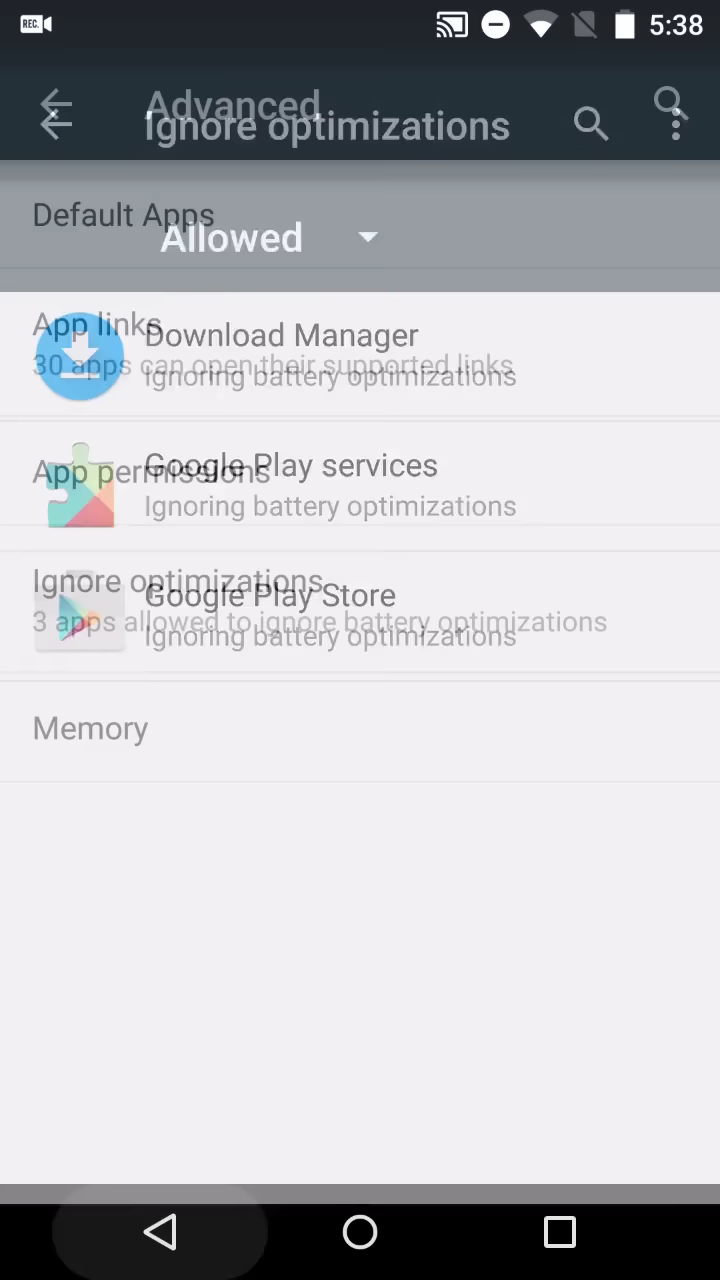 REC.
5:38
Advanced
Ignore optimizations
Default Apps
Allowed
App links
30 apps can open their supported links
Download Manager
Ignoring battery optimizations
App permissions
Google Play services
Ignoring battery optimizations
Ignore optimizations
3 apps allowed to ignore battery optimizations
Google Play Store
Ignoring battery optimizations
Memory